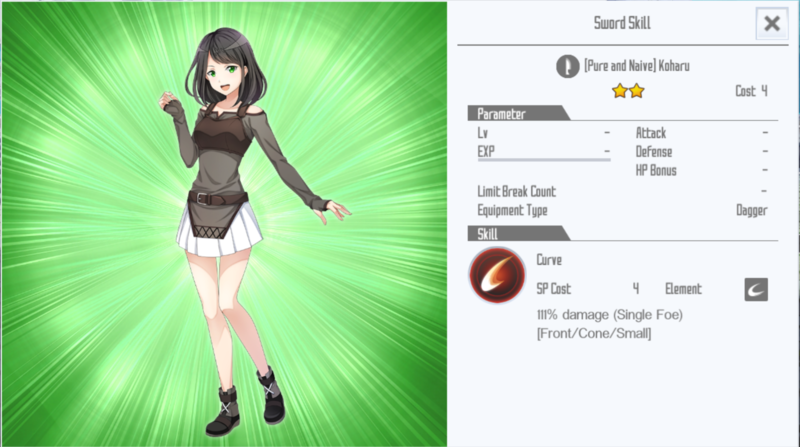 Sword Skill
[Pure and Naive] Koharu
Cost 4
Parameter
Lv - Attack -
EXP - Defense -
HP Bonus -
Limit Break Count -
Equipment Type Dagger
Skill
Curve
SP Cost 4 Element
111% damage (Single Foe)
[Front/Cone/Small]